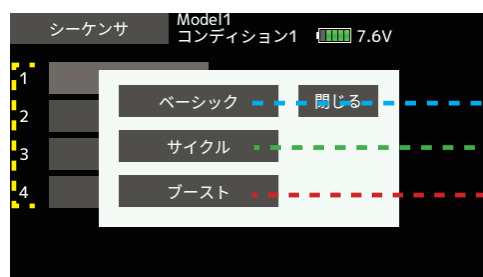 シーケンサ
Model1
コンディション1 7.6V
1
2
3
4
ベーシック
閉じる
サイクル
ブースト